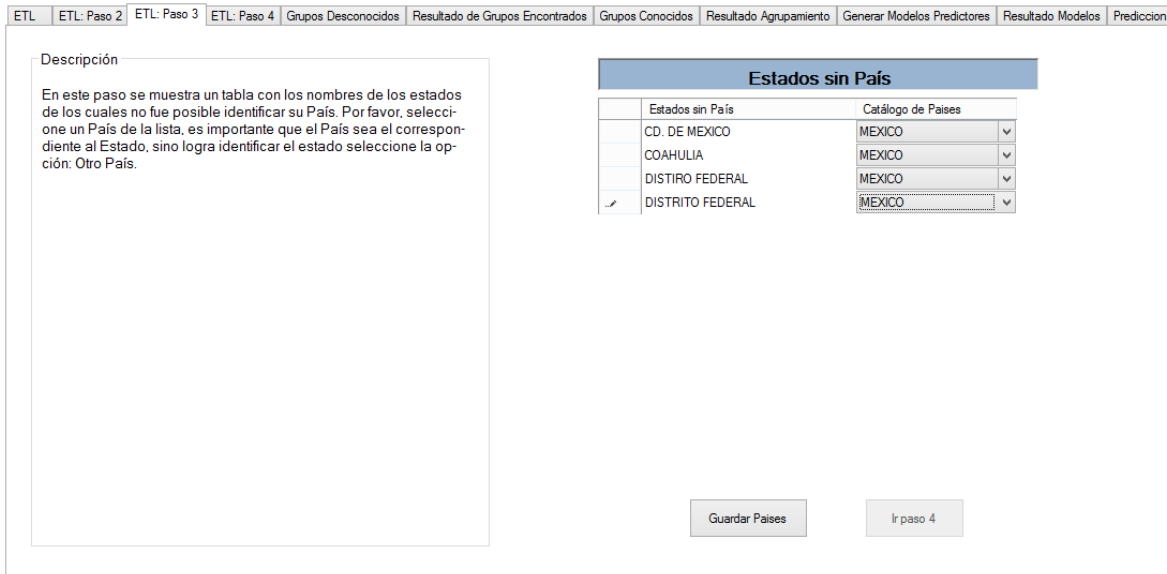 ETL ETL: Paso 2 ETL: Paso 3 ETL: Paso 4 Grupos Desconocidos Resultado de Grupos Encontrados Grupos Conocidos Resultado Agrupamiento Generar Modelos Predictores Resultado Modelos Prediccion
Descripción
En este paso se muestra un tabla con los nombres de los estados
de los cuales no fue posible identificar su País. Por favor, selecci-
one un País de la lista, es importante que el País sea el correspon-
diente al Estado, sino logra identificar el estado seleccione la op-
ción: Otro País.
Estados sin País
Estados sin País Catálogo de Paises
CD. DE MEXICO MEXICO
COAHULIA MEXICO
DISTIRO FEDERAL MEXICO
DISTRITO FEDERAL MEXICO
Guardar Paises Ir paso 4